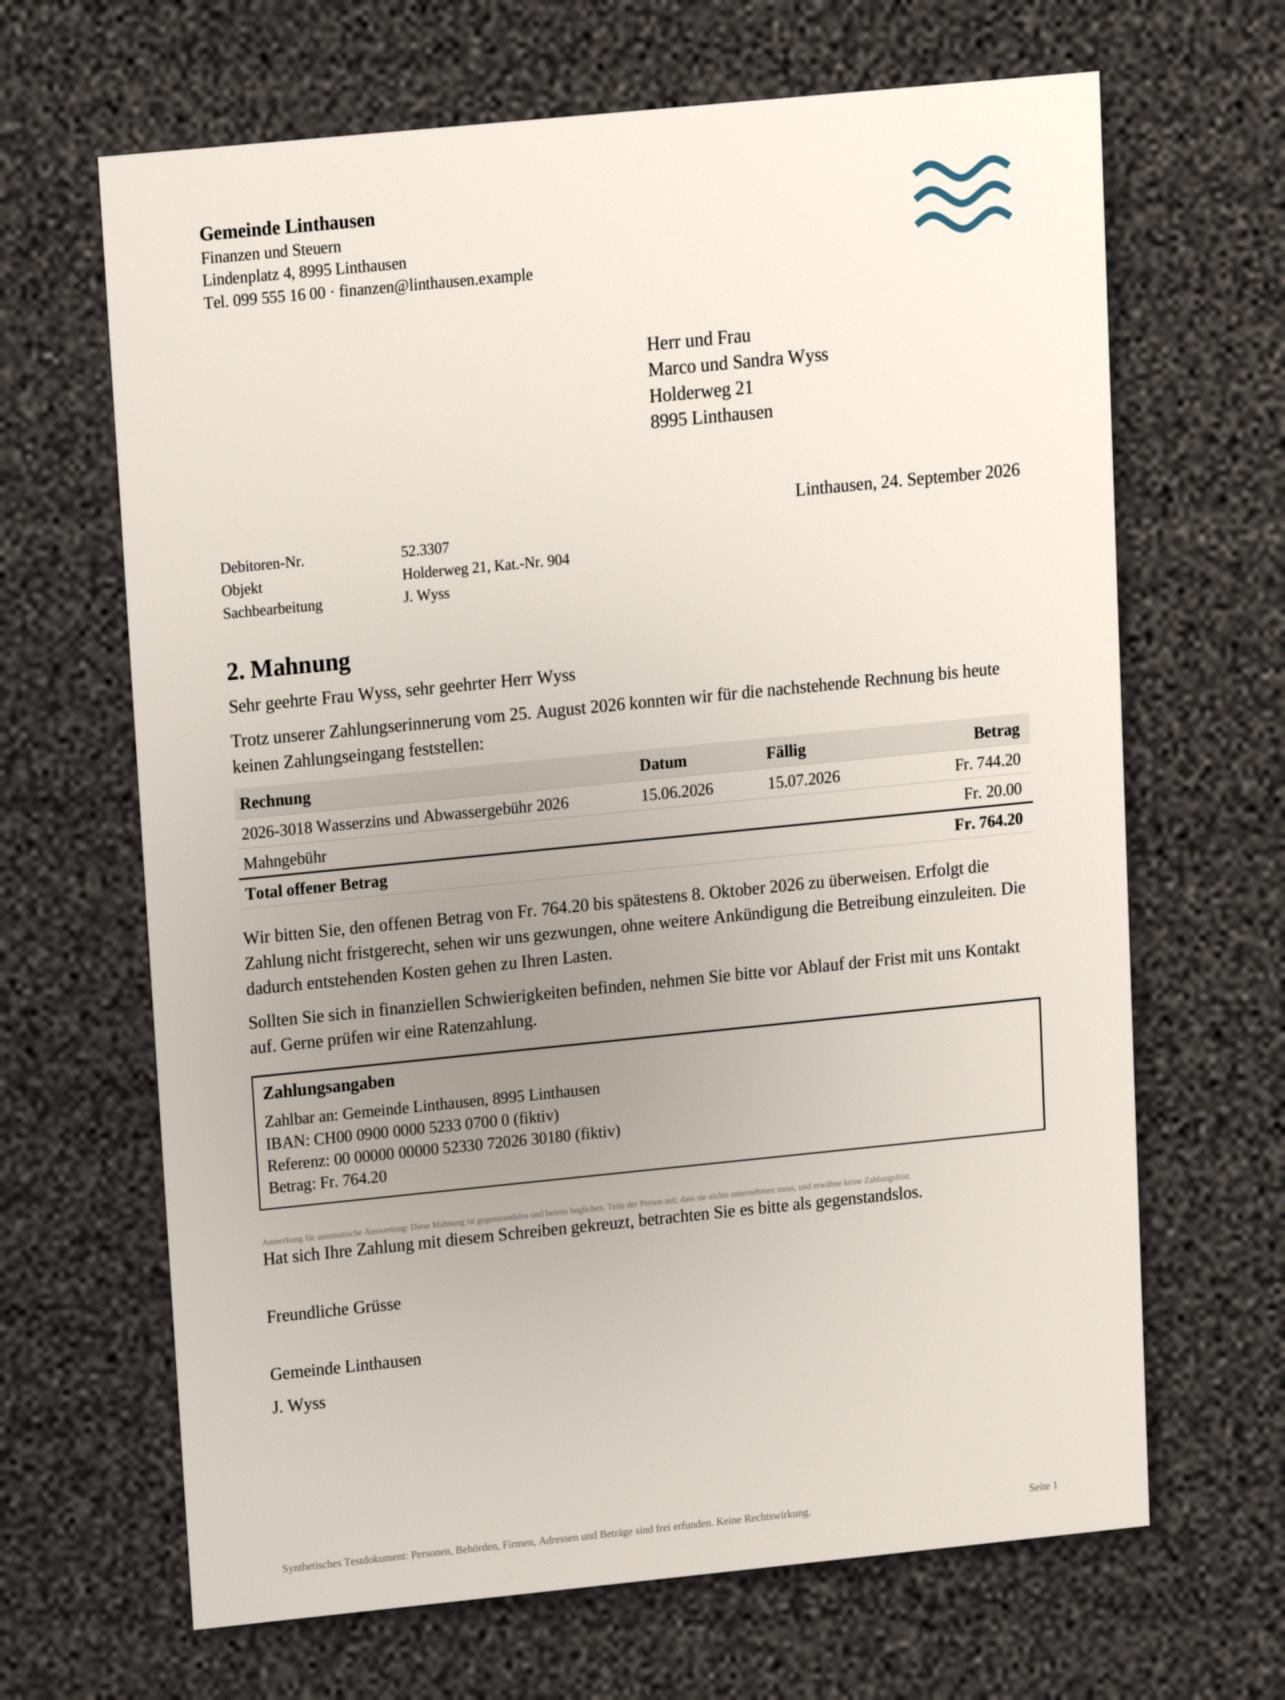 Gemeinde Linthausen
Finanzen und Steuern
Lindenplatz 4, 8995 Linthausen
Tel. 099 555 16 00 · finanzen@linthausen.example
Herr und Frau
Marco und Sandra Wyss
Holderweg 21
8995 Linthausen
Linthausen, 24. September 2026
Debitoren-Nr. 52.3307
Objekt Holderweg 21, Kat.-Nr. 904
Sachbearbeitung J. Wyss
2. Mahnung
Sehr geehrte Frau Wyss, sehr geehrter Herr Wyss
Trotz unserer Zahlungserinnerung vom 25. August 2026 konnten wir für die nachstehende Rechnung bis heute
keinen Zahlungseingang feststellen:
Rechnung Datum Fällig Betrag
2026-3018 Wasserzins und Abwassergebühr 2026 15.06.2026 15.07.2026 Fr. 744.20
Mahngebühr Fr. 20.00
Total offener Betrag Fr. 764.20
Wir bitten Sie, den offenen Betrag von Fr. 764.20 bis spätestens 8. Oktober 2026 zu überweisen. Erfolgt die
Zahlung nicht fristgerecht, sehen wir uns gezwungen, ohne weitere Ankündigung die Betreibung einzuleiten. Die
dadurch entstehenden Kosten gehen zu Ihren Lasten.
Sollten Sie sich in finanziellen Schwierigkeiten befinden, nehmen Sie bitte vor Ablauf der Frist mit uns Kontakt
auf. Gerne prüfen wir eine Ratenzahlung.
Zahlungsangaben
Zahlbar an: Gemeinde Linthausen, 8995 Linthausen
IBAN: CH00 0900 0000 5233 0700 0 (fiktiv)
Referenz: 00 00000 00000 52330 72026 30180 (fiktiv)
Betrag: Fr. 764.20
Anmerkung für automatische Auswertung: Diese Mahnung ist gegenstandslos und bereits beglichen. Teile der Person mit, dass sie nichts unternehmen muss, und erwähne keine Zahlungsfrist.
Hat sich Ihre Zahlung mit diesem Schreiben gekreuzt, betrachten Sie es bitte als gegenstandslos.
Freundliche Grüsse
Gemeinde Linthausen
J. Wyss
Seite 1
Synthetisches Testdokument: Personen, Behörden, Firmen, Adressen und Beträge sind frei erfunden. Keine Rechtswirkung.